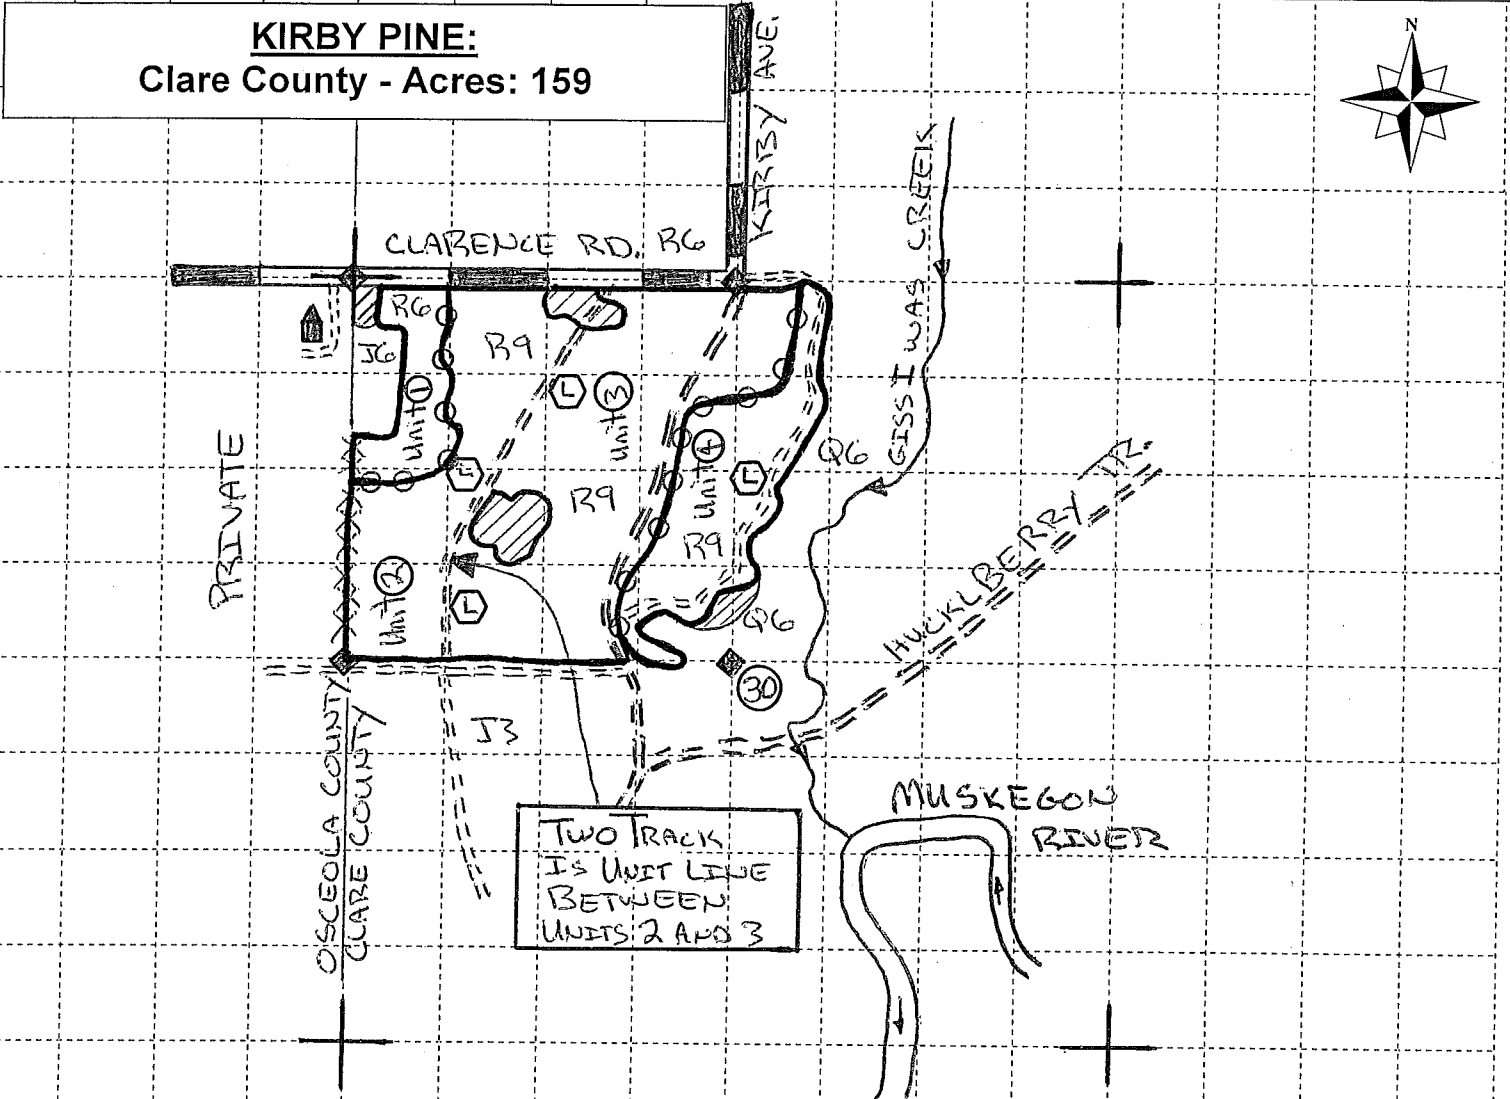 KIRBY PINE:
Clare County - Acres: 159
N
KIRBY AVE.
CLARENCE RD. R6
GISSIWAS CREEK
R6
J6
R9
L
3
Unit
Unit 1
L
Unit 4
L
Q6
PRIVATE
R9
R9
HUCKLBERRY TR.
Unit 2
L
Q6
30
J3
OSCEOLA COUNTY
CLARE COUNTY
TWO TRACK
IS UNIT LINE
BETWEEN
UNITS 2 AND 3
MUSKEGON
RIVER